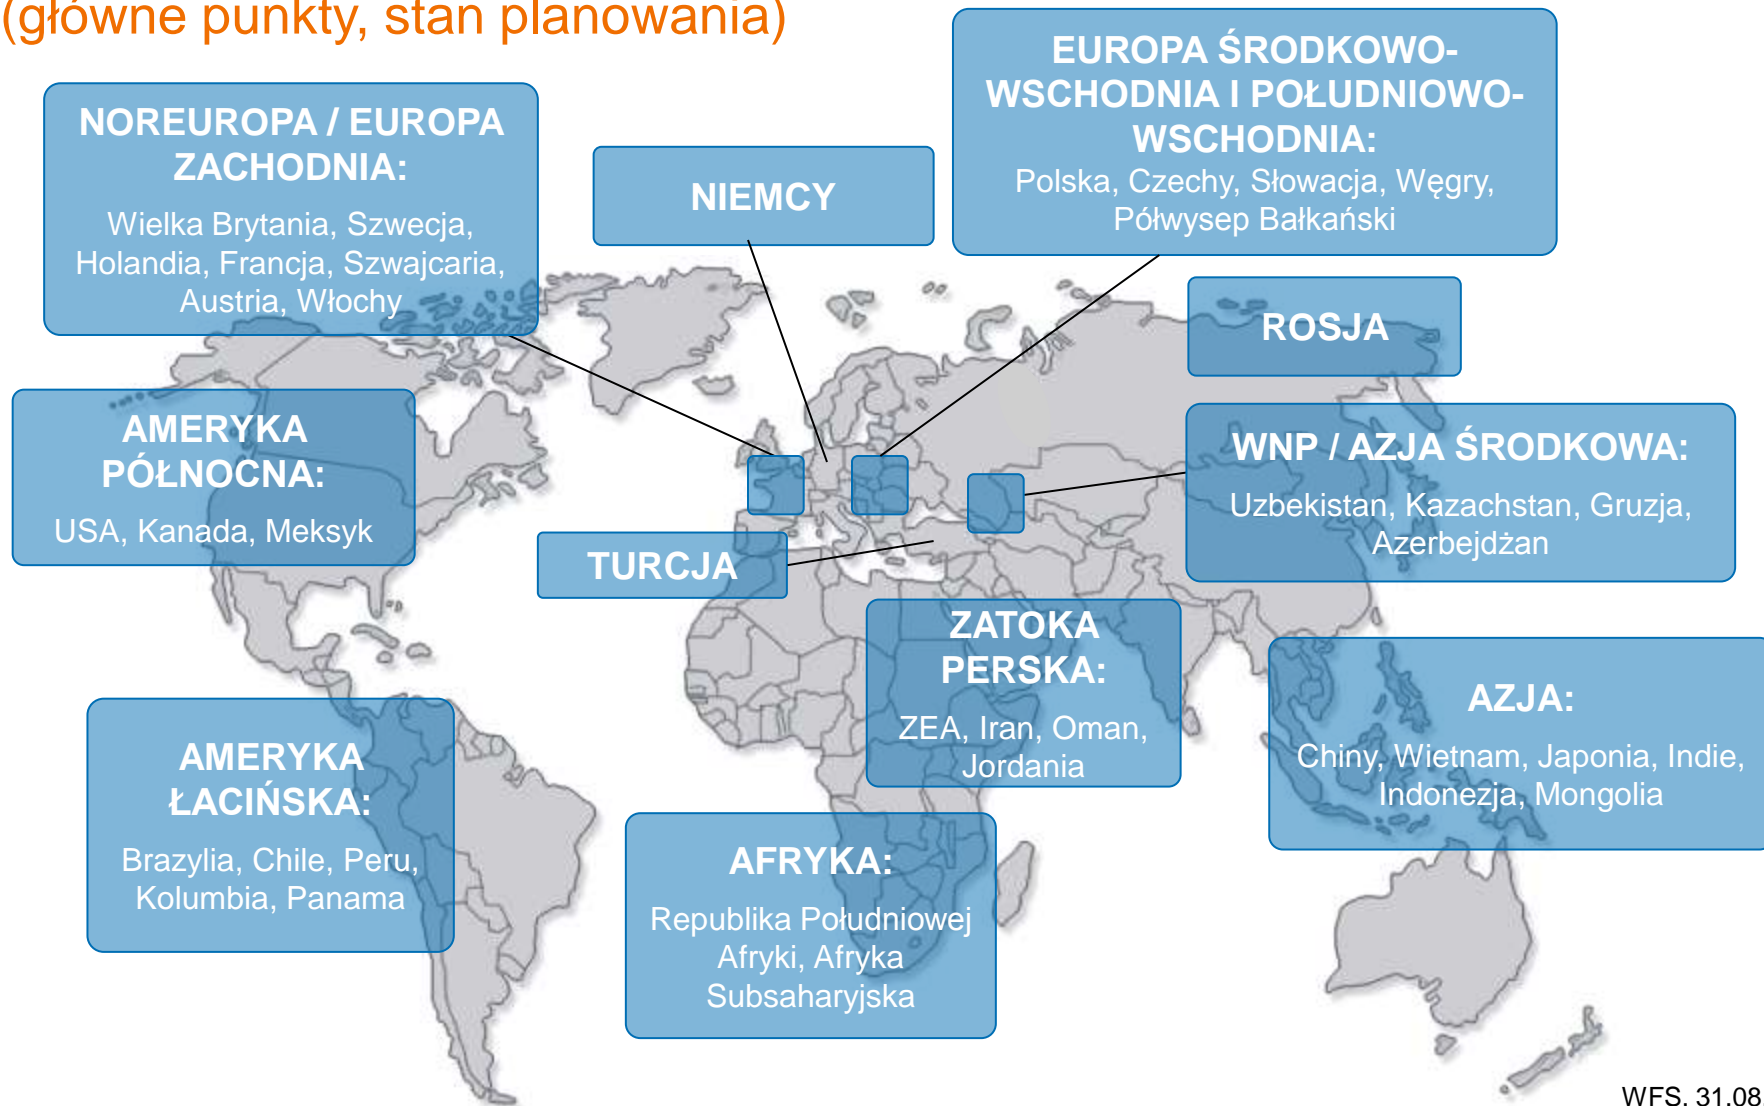 (główne punkty, stan planowania)
EUROPA ŚRODKOWO-
WSCHODNIA I POŁUDNIOWO-
WSCHODNIA:
Polska, Czechy, Słowacja, Węgry,
Półwysep Bałkański
NOREUROPA / EUROPA
ZACHODNIA:
Wielka Brytania, Szwecja,
Holandia, Francja, Szwajcaria,
Austria, Włochy
NIEMCY
ROSJA
AMERYKA
PÓŁNOCNA:
USA, Kanada, Meksyk
WNP / AZJA ŚRODKOWA:
Uzbekistan, Kazachstan, Gruzja,
Azerbejdżan
TURCJA
ZATOKA
PERSKA:
ZEA, Iran, Oman,
Jordania
AZJA:
Chiny, Wietnam, Japonia, Indie,
Indonezja, Mongolia
AMERYKA
ŁACIŃSKA:
Brazylia, Chile, Peru,
Kolumbia, Panama
AFRYKA:
Republika Południowej
Afryki, Afryka
Subsaharyjska
WFS, 31.08